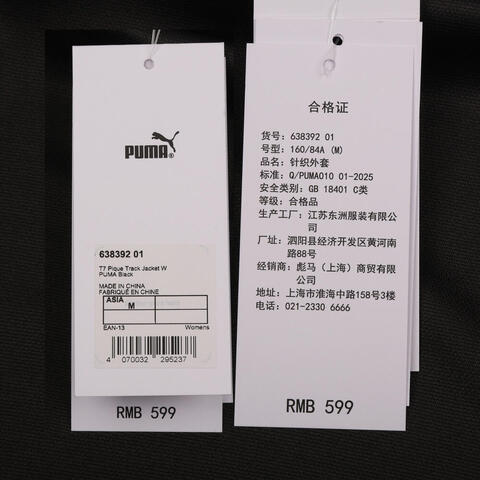 PUMA®
638392 01
T7 Pique Track Jacket W
PUMA Black
MADE IN CHINA
FABRIQUÉ EN CHINE
ASIA
M
EAN-13 Womens
4 070032 295237
RMB 599
合格证
货号: 638392 01
号型: 160/84A (M)
品名: 针织外套
标准: Q/PUMA010 01-2025
安全类别: GB 18401 C类
等级: 合格品
生产工厂: 江苏东洲服装有限公
司
厂址: 泗阳县经济开发区黄河南
路88号
经销商: 彪马（上海）商贸有限
公司
地址: 上海市淮海中路158号3楼
电话: 021-2330 6666
RMB 599